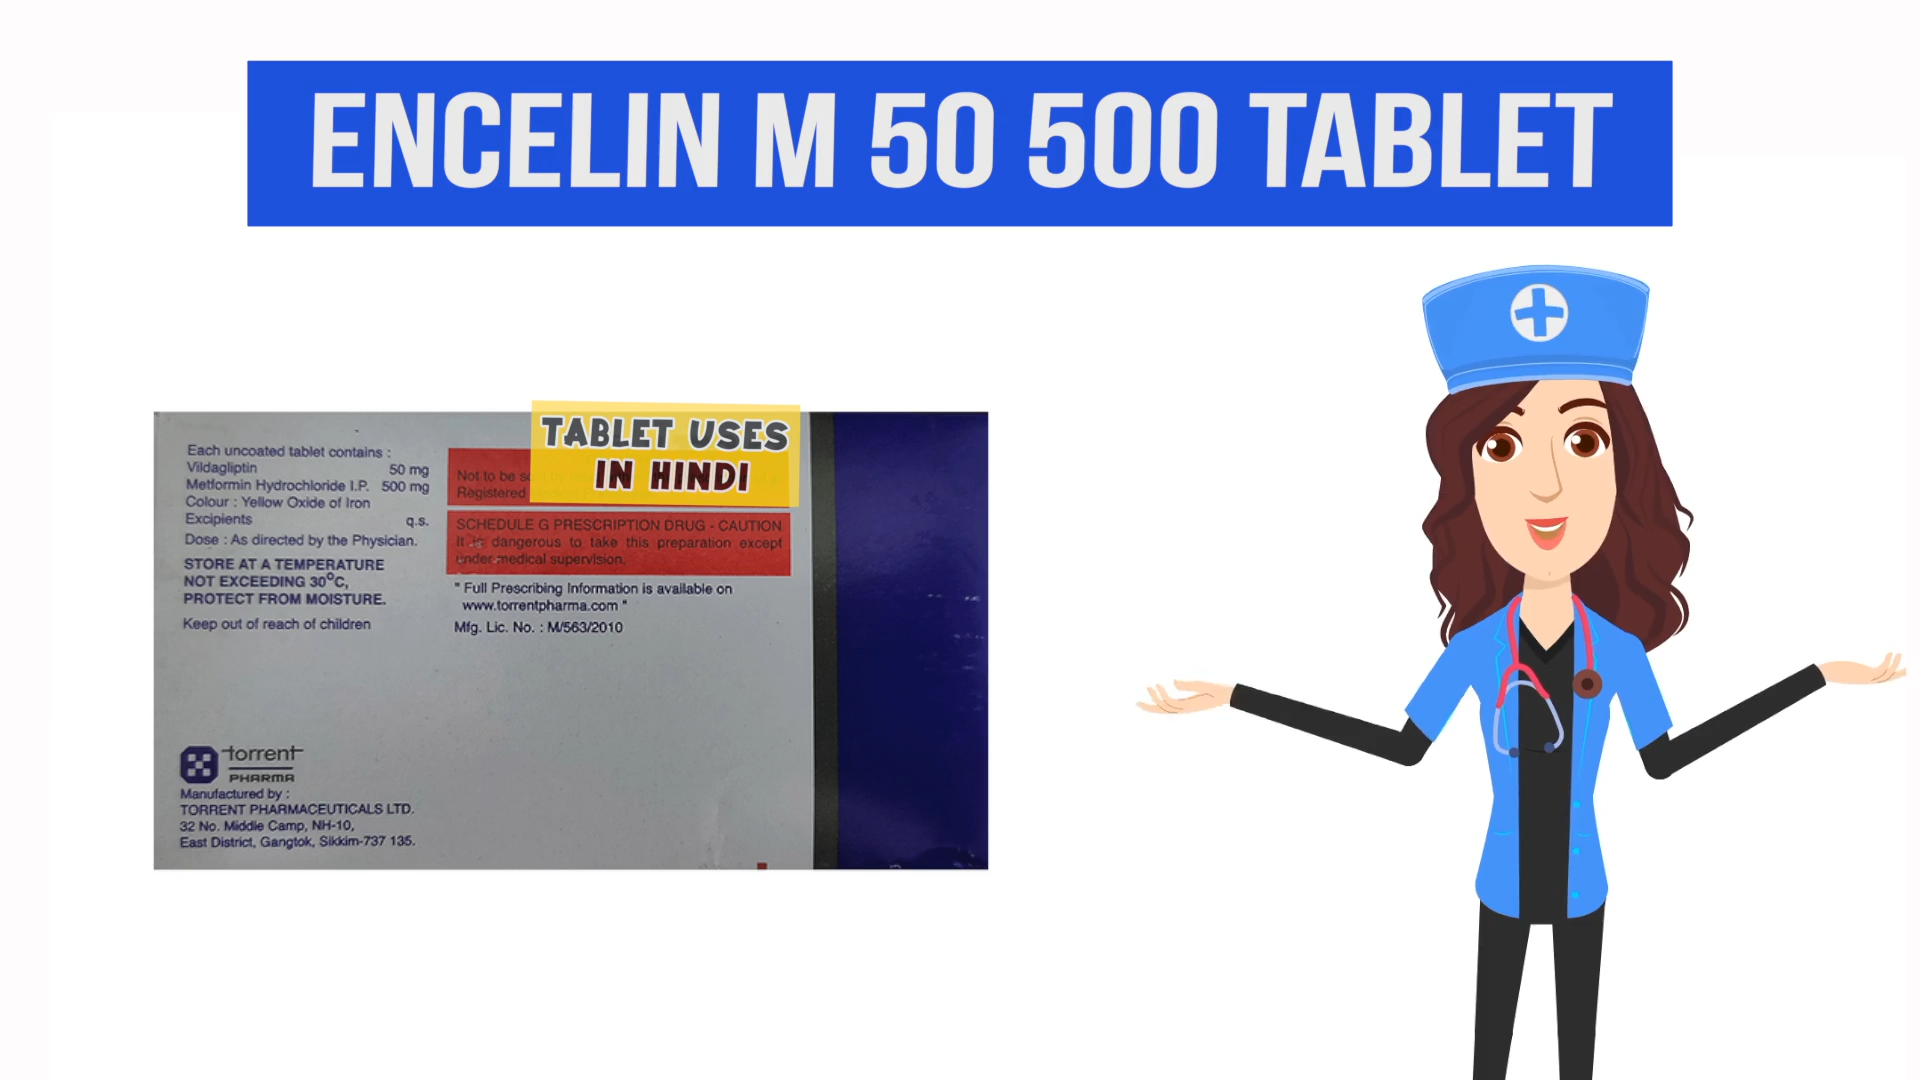 ENCELIN M 50 500 TABLET
TABLET USES
IN HINDI
Each uncoated tablet contains :
Vildagliptin 50 mg
Metformin Hydrochloride I.P. 500 mg
Colour : Yellow Oxide of Iron
Excipients q.s.
Dose : As directed by the Physician.
STORE AT A TEMPERATURE
NOT EXCEEDING 30°C,
PROTECT FROM MOISTURE.
Keep out of reach of children
Not to be
Registered
SCHEDULE G PRESCRIPTION DRUG - CAUTION
It is dangerous to take this preparation except
under medical supervision.
" Full Prescribing Information is available on
www.torrentpharma.com "
Mfg. Lic. No. : M/563/2010
torrent
PHARMA
Manufactured by :
TORRENT PHARMACEUTICALS LTD.
32 No. Middle Camp, NH-10,
East District, Gangtok, Sikkim-737 135.